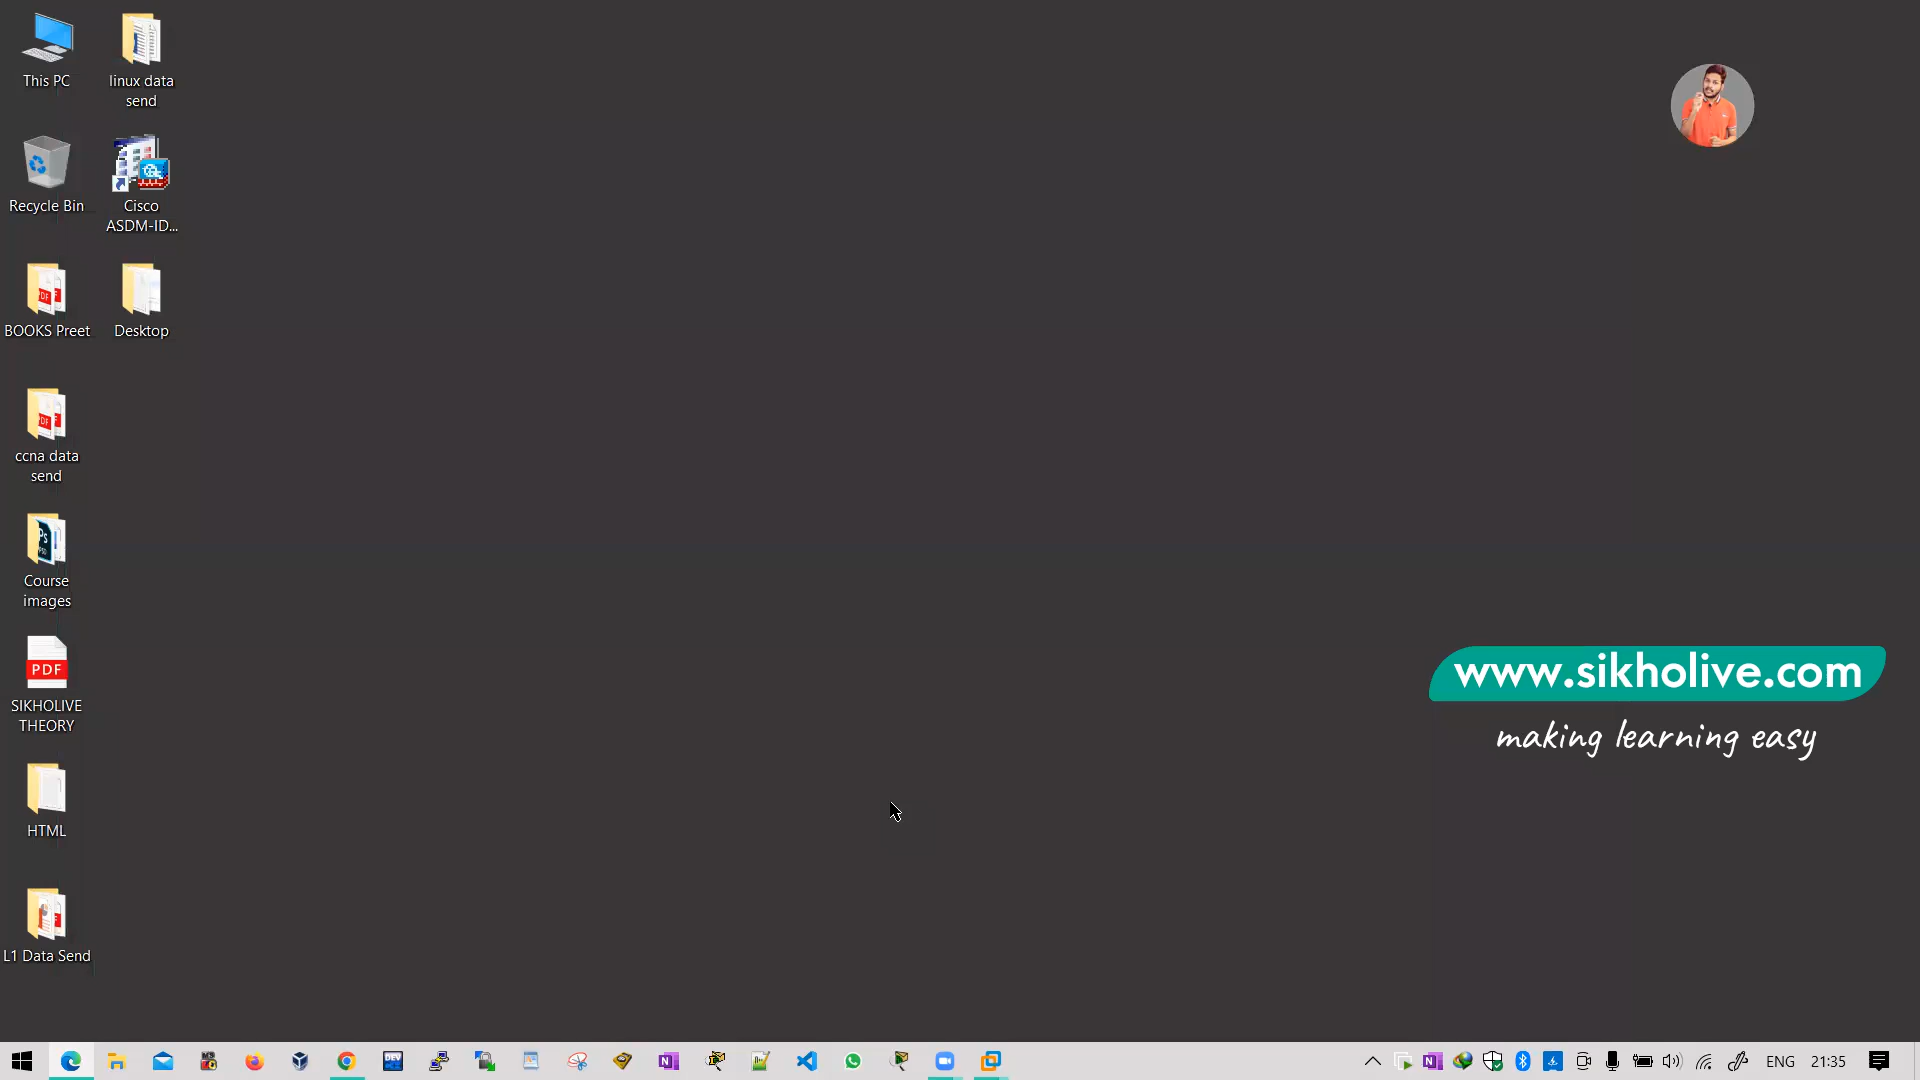 This PC
linux data
send
Recycle Bin
Cisco
ASDM-ID...
BOOKS Preet
Desktop
ccna data
send
Course
images
PDF
SIKHOLIVE
THEORY
HTML
L1 Data Send
www.sikholive.com
making learning easy
ENG
21:35